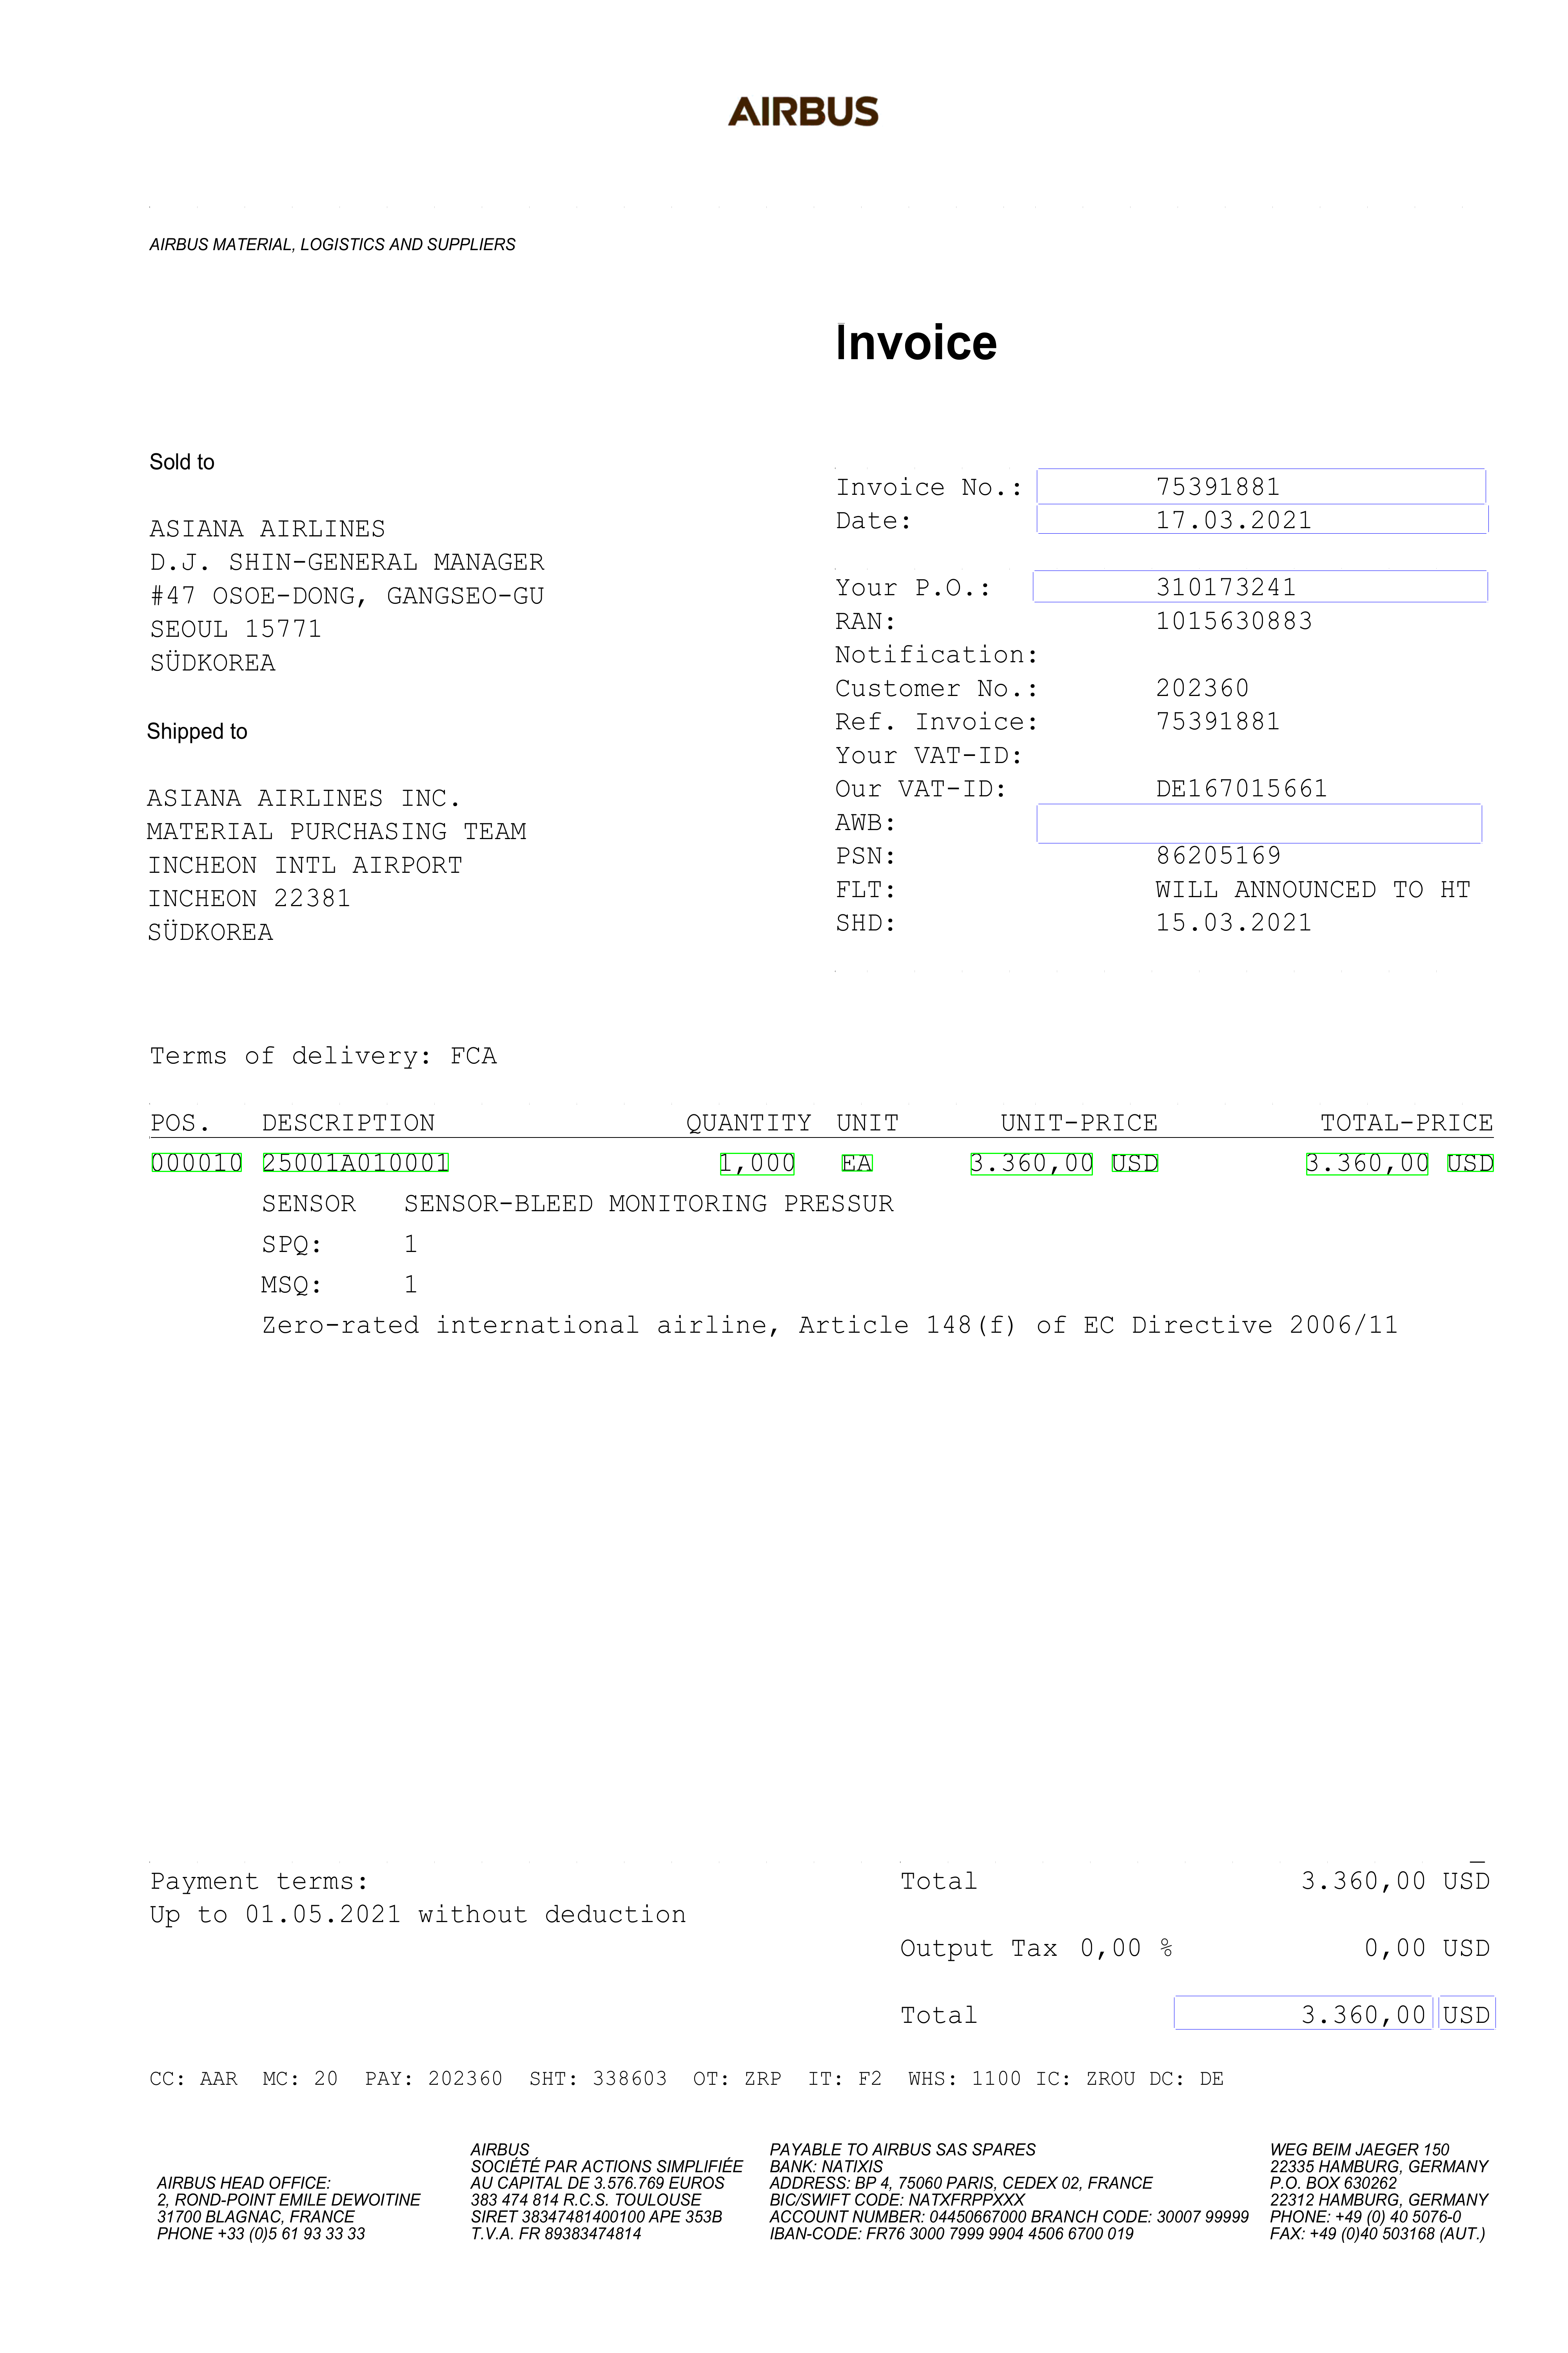 AIRBUS
AIRBUS MATERIAL, LOGISTICS AND SUPPLIERS
Invoice
Sold to
ASIANA AIRLINES
D.J. SHIN-GENERAL MANAGER
#47 OSOE-DONG, GANGSEO-GU
SEOUL 15771
SÜDKOREA
Shipped to
ASIANA AIRLINES INC.
MATERIAL PURCHASING TEAM
INCHEON INTL AIRPORT
INCHEON 22381
SÜDKOREA
Invoice No.: 75391881
Date: 17.03.2021
Your P.O.: 310173241
RAN: 1015630883
Notification:
Customer No.: 202360
Ref. Invoice: 75391881
Your VAT-ID:
Our VAT-ID: DE167015661
AWB:
PSN: 86205169
FLT: WILL ANNOUNCED TO HT
SHD: 15.03.2021
Terms of delivery: FCA
POS. DESCRIPTION QUANTITY UNIT UNIT-PRICE TOTAL-PRICE
000010 25001A010001 1,000 EA 3.360,00 USD 3.360,00 USD
SENSOR SENSOR-BLEED MONITORING PRESSUR
SPQ: 1
MSQ: 1
Zero-rated international airline, Article 148(f) of EC Directive 2006/11
Payment terms:
Up to 01.05.2021 without deduction
Total 3.360,00 USD
Output Tax 0,00 % 0,00 USD
Total 3.360,00 USD
CC: AAR MC: 20 PAY: 202360 SHT: 338603 OT: ZRP IT: F2 WHS: 1100 IC: ZROU DC: DE
AIRBUS HEAD OFFICE:
2, ROND-POINT EMILE DEWOITINE
31700 BLAGNAC, FRANCE
PHONE +33 (0)5 61 93 33 33
AIRBUS
SOCIÉTÉ PAR ACTIONS SIMPLIFIÉE
AU CAPITAL DE 3.576.769 EUROS
383 474 814 R.C.S. TOULOUSE
SIRET 38347481400100 APE 353B
T.V.A. FR 89383474814
PAYABLE TO AIRBUS SAS SPARES
BANK: NATIXIS
ADDRESS: BP 4, 75060 PARIS, CEDEX 02, FRANCE
BIC/SWIFT CODE: NATXFRPPXXX
ACCOUNT NUMBER: 04450667000 BRANCH CODE: 30007 99999
IBAN-CODE: FR76 3000 7999 9904 4506 6700 019
WEG BEIM JAEGER 150
22335 HAMBURG, GERMANY
P.O. BOX 630262
22312 HAMBURG, GERMANY
PHONE: +49 (0) 40 5076-0
FAX: +49 (0)40 503168 (AUT.)